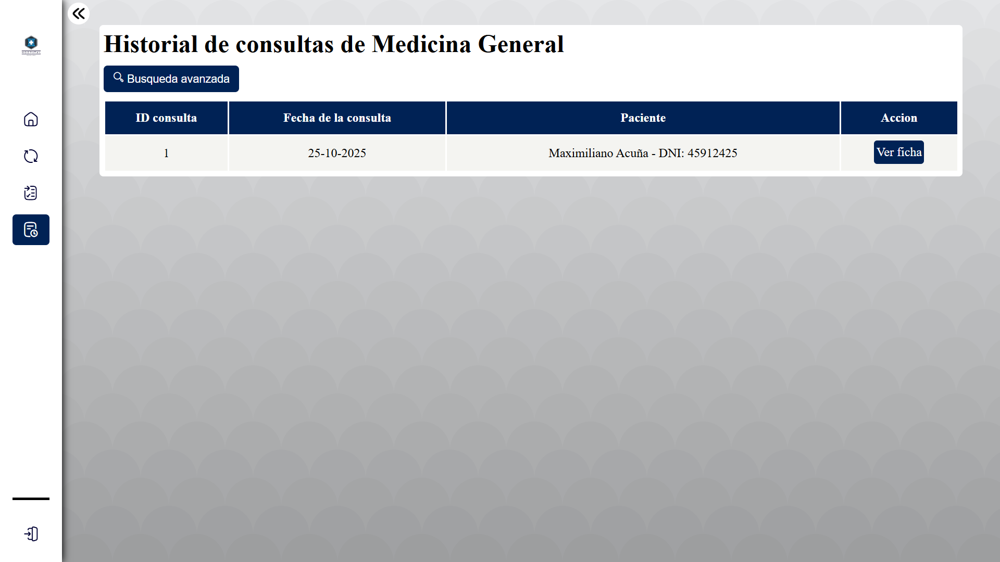 HOSPITAL
Historial de consultas de Medicina General
Busqueda avanzada
ID consulta Fecha de la consulta Paciente Accion
1 25-10-2025 Maximiliano Acuña - DNI: 45912425 Ver ficha